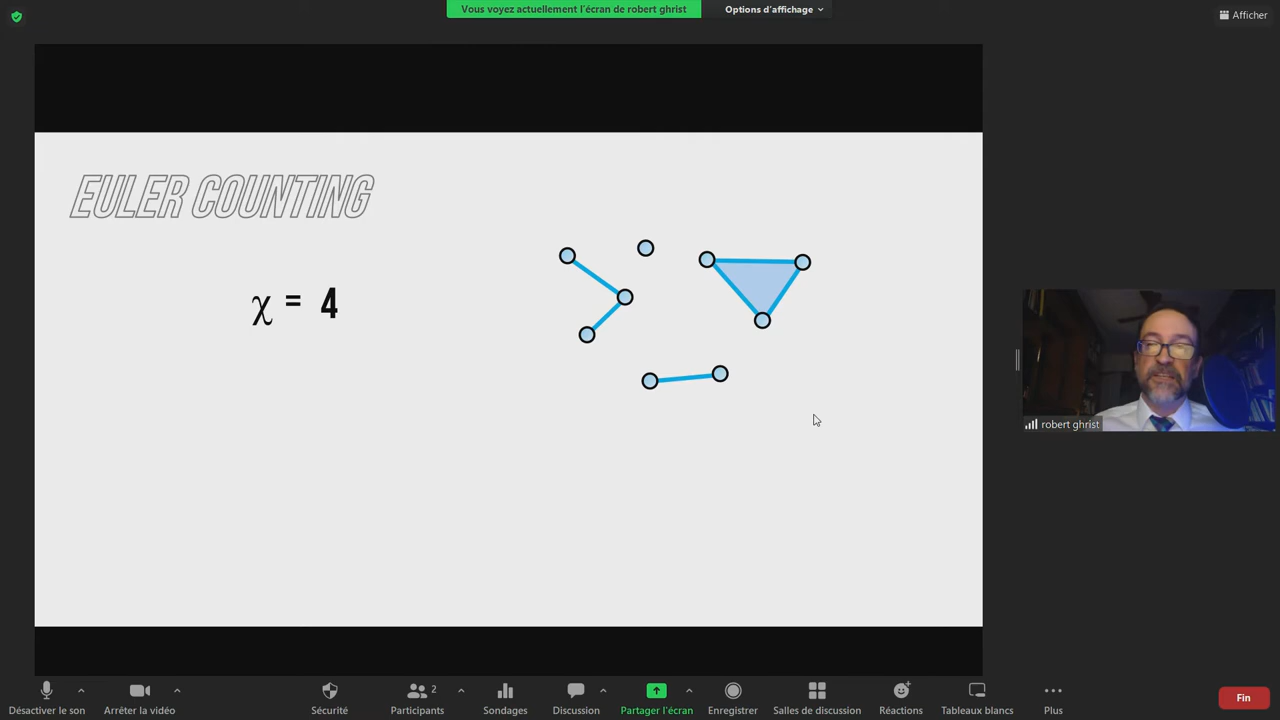 Vous voyez actuellement l'écran de robert ghrist
Options d'affichage
Afficher
EULER COUNTING
χ = 4
robert ghrist
Désactiver le son
Arrêter la vidéo
Sécurité
Participants
2
Sondages
Discussion
Partager l'écran
Enregistrer
Salles de discussion
Réactions
Tableaux blancs
Plus
Fin